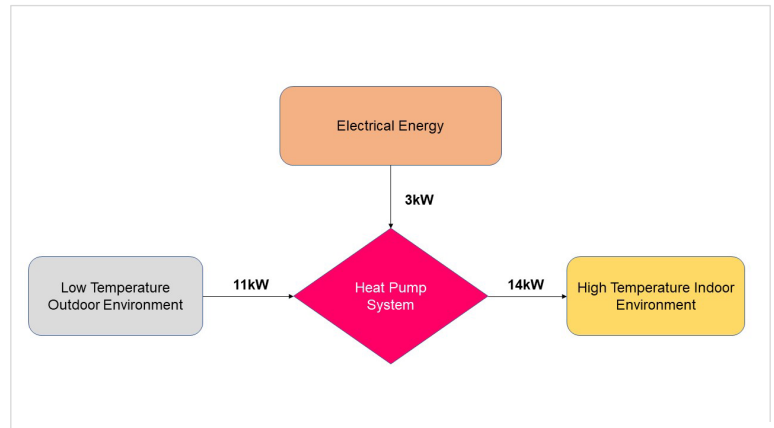 Electrical Energy
3kW
Low Temperature
Outdoor Environment
11kW
Heat Pump
System
14kW
High Temperature Indoor
Environment